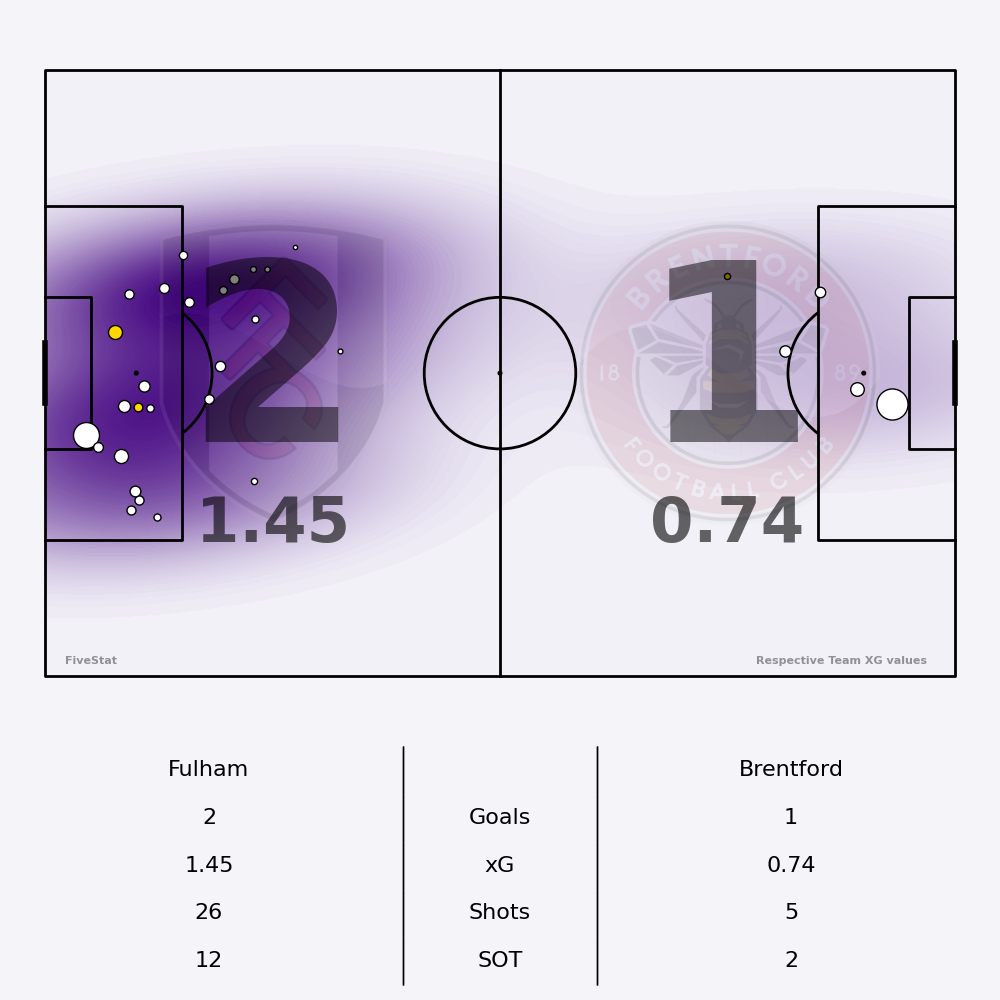 BRENTFORD
2
1
18
89
FOOTBALL CLUB
1.45
0.74
FiveStat
Respective Team XG values
Fulham
Brentford
2
Goals
1
1.45
xG
0.74
26
Shots
5
12
SOT
2